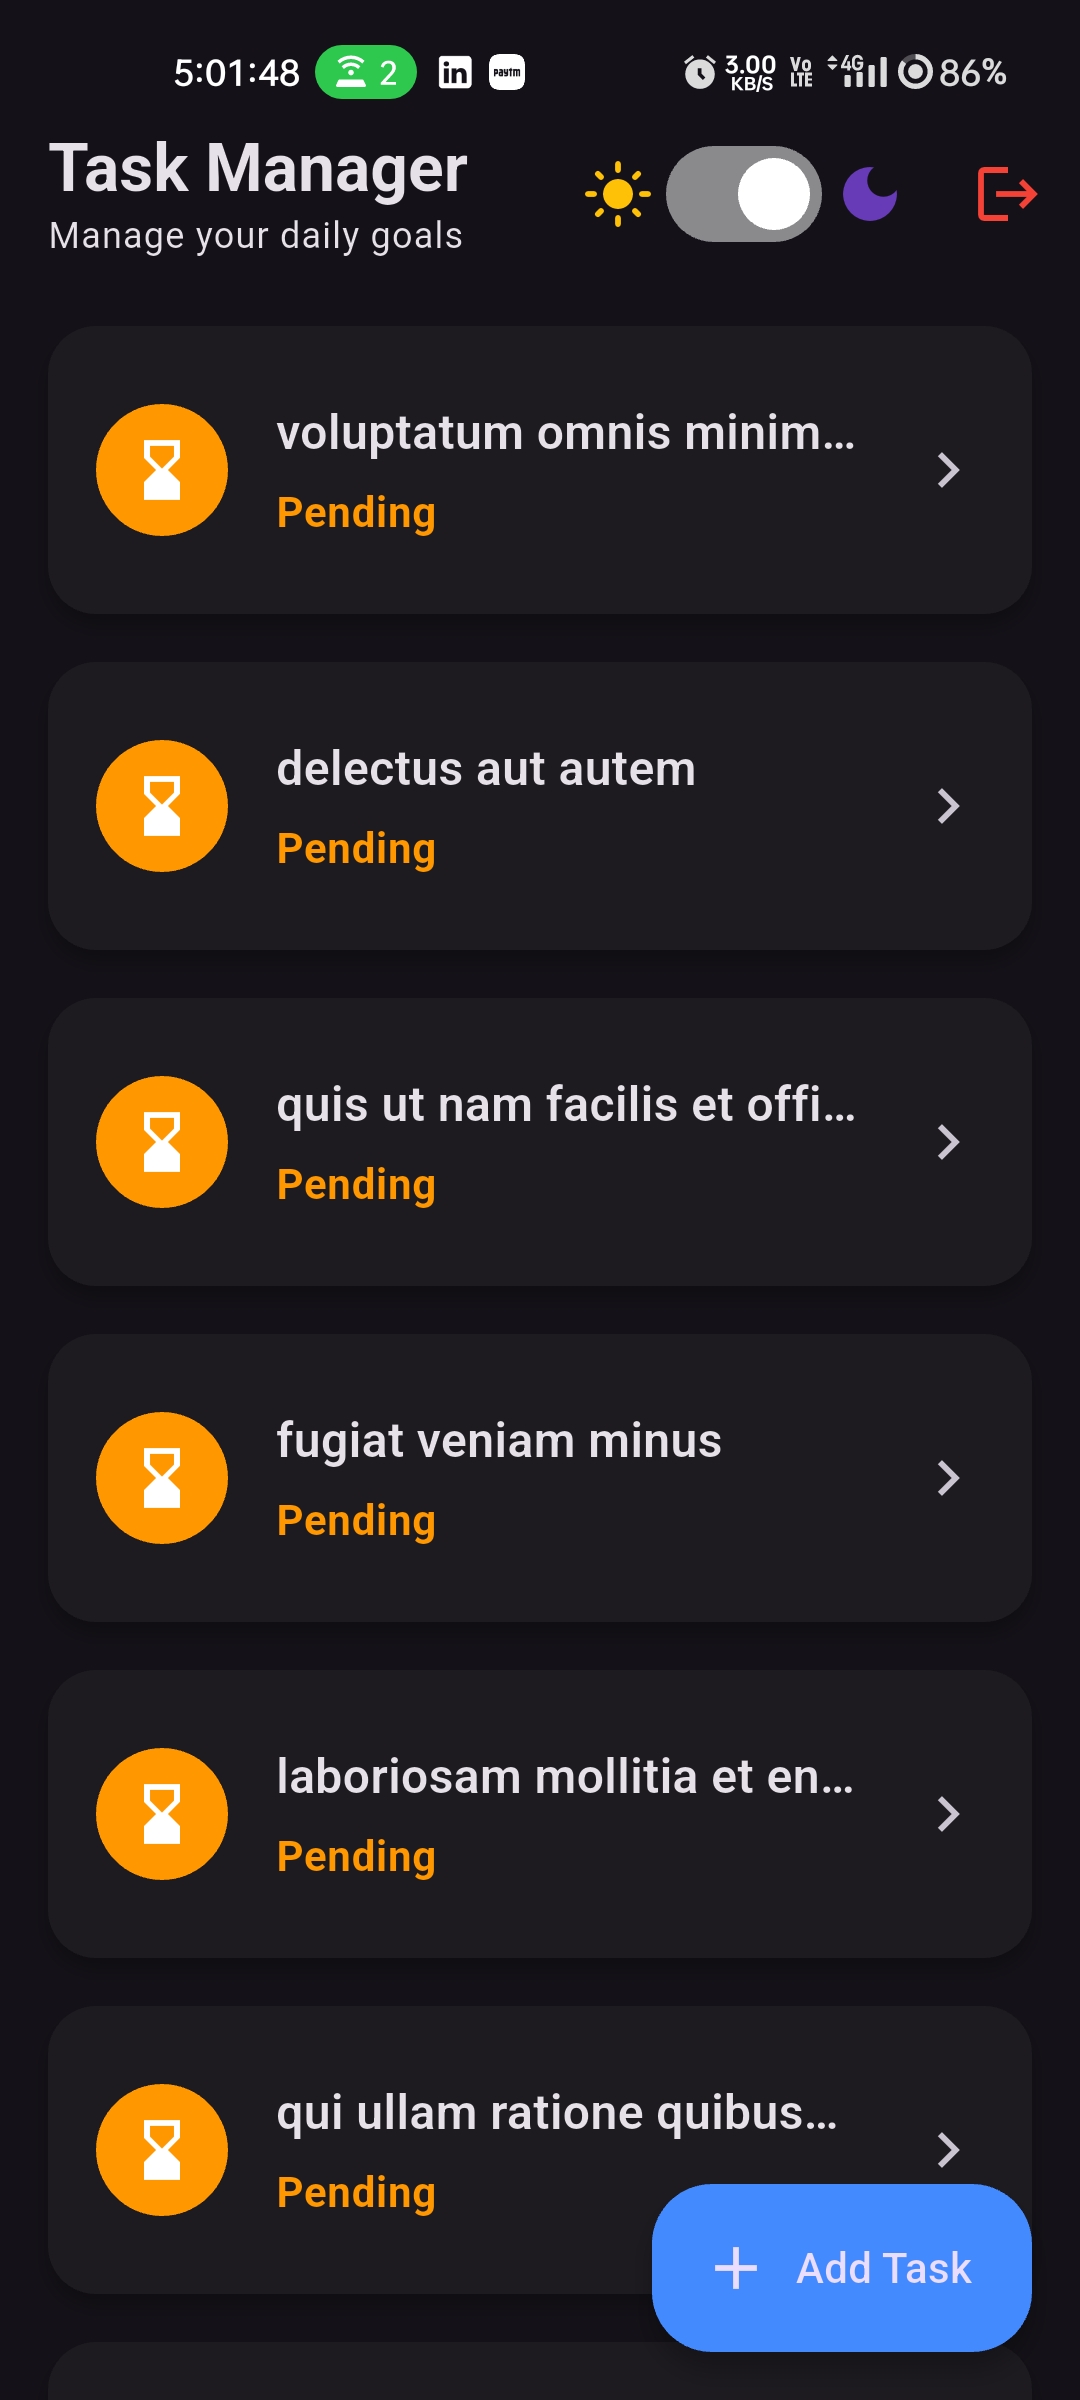 5:01:48 2 in paytm 3.00 KB/S Vo LTE 4G 86%
Task Manager
Manage your daily goals
voluptatum omnis minim...
Pending
delectus aut autem
Pending
quis ut nam facilis et offi...
Pending
fugiat veniam minus
Pending
laboriosam mollitia et en...
Pending
qui ullam ratione quibus...
Pending
Add Task